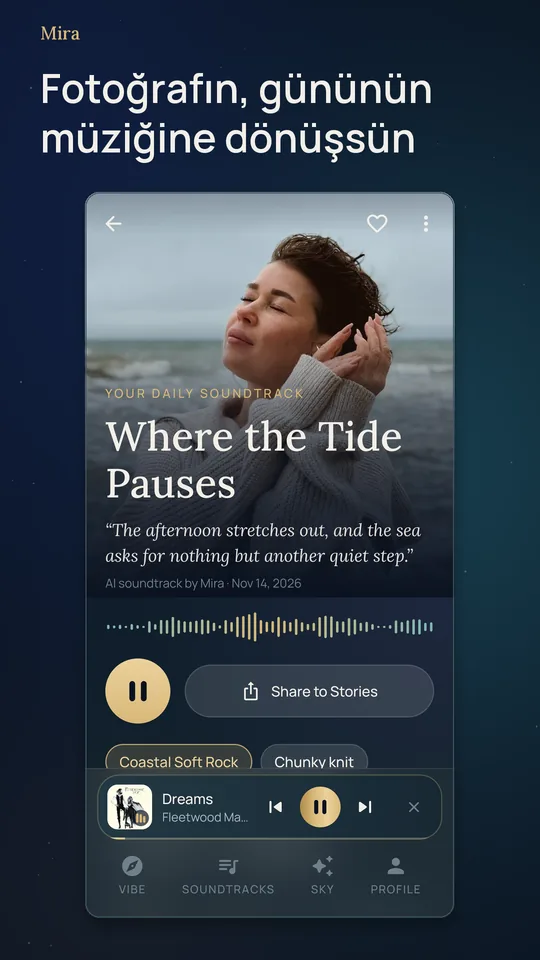 Mira
Fotoğrafın, gününün
müziğine dönüşsün
YOUR DAILY SOUNDTRACK
Where the Tide
Pauses
“The afternoon stretches out, and the sea
asks for nothing but another quiet step.”
AI soundtrack by Mira · Nov 14, 2026
Share to Stories
Coastal Soft Rock
Chunky knit
Dreams
Fleetwood Ma...
VIBE
SOUNDTRACKS
SKY
PROFILE